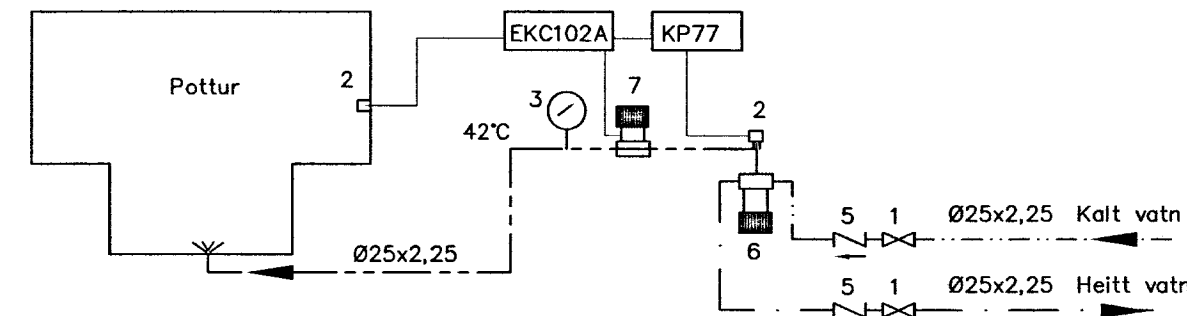 EKC102A KP77
Pottur 2 3 7 2
42°C
5 1 Ø25x2,25 Kalt vatn
Ø25x2,25 6
5 1 Ø25x2,25 Heitt vatn